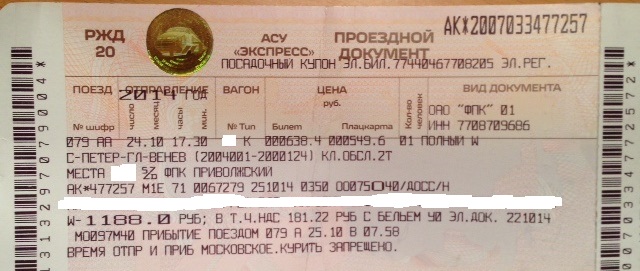 РЖД АСУ ПРОЕЗДНОЙ АК*2007033477257
20 «ЭКСПРЕСС» ДОКУМЕНТ
ПОСАДОЧНЫЙ КУПОН ЭЛ.БИЛ.77440467708205 ЭЛ.РЕГ.
ПОЕЗД ОТПРАВЛЕНИЕ ВАГОН ЦЕНА ВИД ДОКУМЕНТА
2014 ГОД
руб. ОАО "ФПК" 01
№ шифр число месяц час мин. № Тип Билет Плацкарта Кол-во человек ИНН 7708709686
079 АА 24.10 17.30 К 000638.4 000549.6 01 ПОЛНЫЙ W
С-ПЕТЕР-ГЛ-ВЕНЕВ (2004001-2000124) КЛ.ОБСЛ.2Т
МЕСТА ФПК ПРИВОЛЖСКИЙ
АК*477257 М1Е 71 0067279 251014 0350 00075040/ДОСС/Н
W-1188.0 РУБ; В Т.Ч.НДС 181.22 РУБ С БЕЛЬЕМ У0 ЭЛ.ДОК. 221014
М0097М40 ПРИБЫТИЕ ПОЕЗДОМ 079 А 25.10 В 07.58
ВРЕМЯ ОТПР И ПРИБ МОСКОВСКОЕ.КУРИТЬ ЗАПРЕЩЕНО.